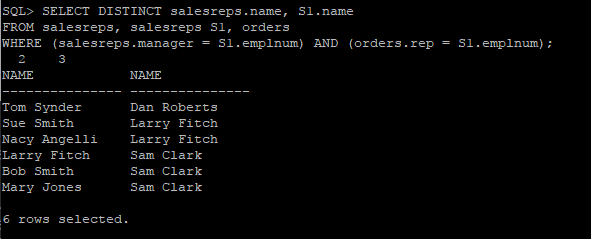 SQL> SELECT DISTINCT salesreps.name, S1.name
FROM salesreps, salesreps S1, orders
WHERE (salesreps.manager = S1.emplnum) AND (orders.rep = S1.emplnum);
  2    3
NAME            NAME
--------------- ---------------
Tom Synder      Dan Roberts
Sue Smith       Larry Fitch
Nacy Angelli    Larry Fitch
Larry Fitch     Sam Clark
Bob Smith       Sam Clark
Mary Jones      Sam Clark
6 rows selected.